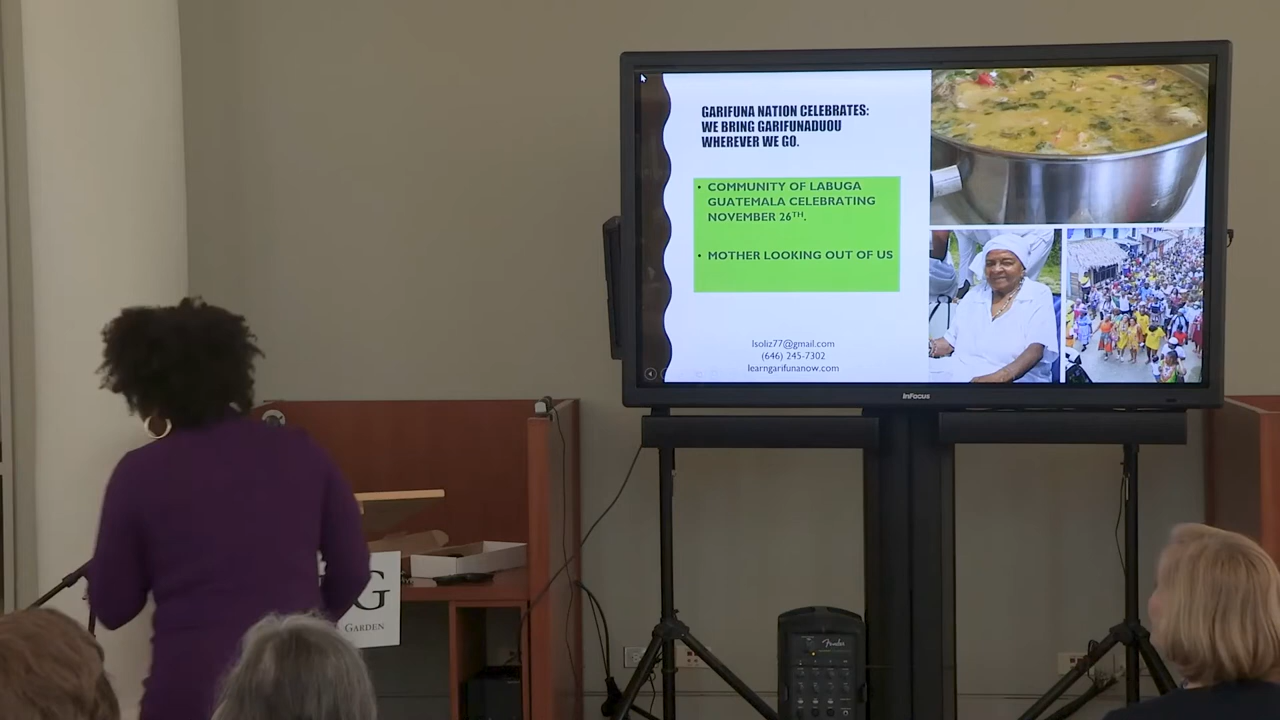 GARIFUNA NATION CELEBRATES:
WE BRING GARIFUNADUOU
WHEREVER WE GO.
• COMMUNITY OF LABUGA
GUATEMALA CELEBRATING
NOVEMBER 26TH.
• MOTHER LOOKING OUT OF US
lsoliz77@gmail.com
(646) 245-7302
learngarifunanow.com
InFocus
G
GARDEN
Fender